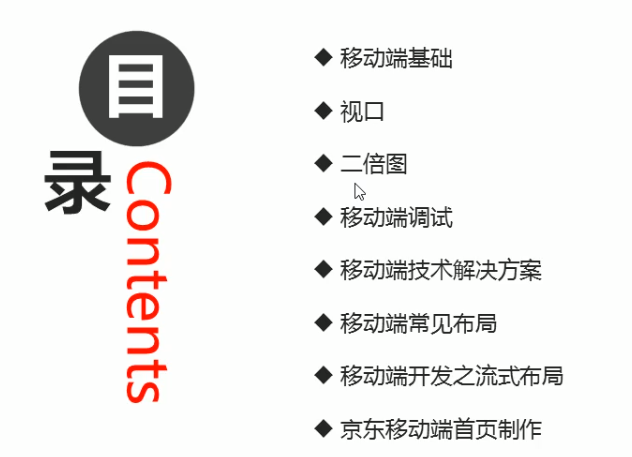 目录
Contents
◆ 移动端基础
◆ 视口
◆ 二倍图
◆ 移动端调试
◆ 移动端技术解决方案
◆ 移动端常见布局
◆ 移动端开发之流式布局
◆ 京东移动端首页制作